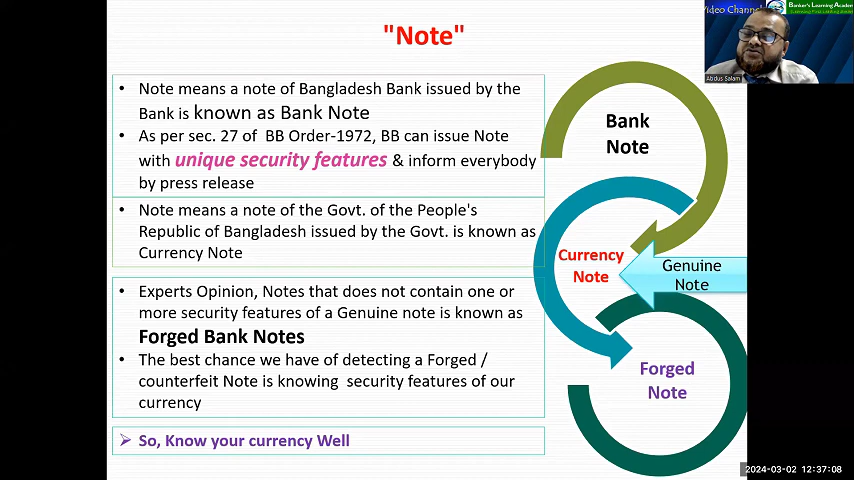 "Note"
Video Channel
Banker's Learning Academ
Abdus Salam
• Note means a note of Bangladesh Bank issued by the
Bank is known as Bank Note
• As per sec. 27 of BB Order-1972, BB can issue Note
with unique security features & inform everybody
by press release
• Note means a note of the Govt. of the People's
Republic of Bangladesh issued by the Govt. is known as
Currency Note
• Experts Opinion, Notes that does not contain one or
more security features of a Genuine note is known as
Forged Bank Notes
• The best chance we have of detecting a Forged /
counterfeit Note is knowing security features of our
currency
➢ So, Know your currency Well
Bank
Note
Currency
Note
Genuine
Note
Forged
Note
2024-03-02 12:37:08